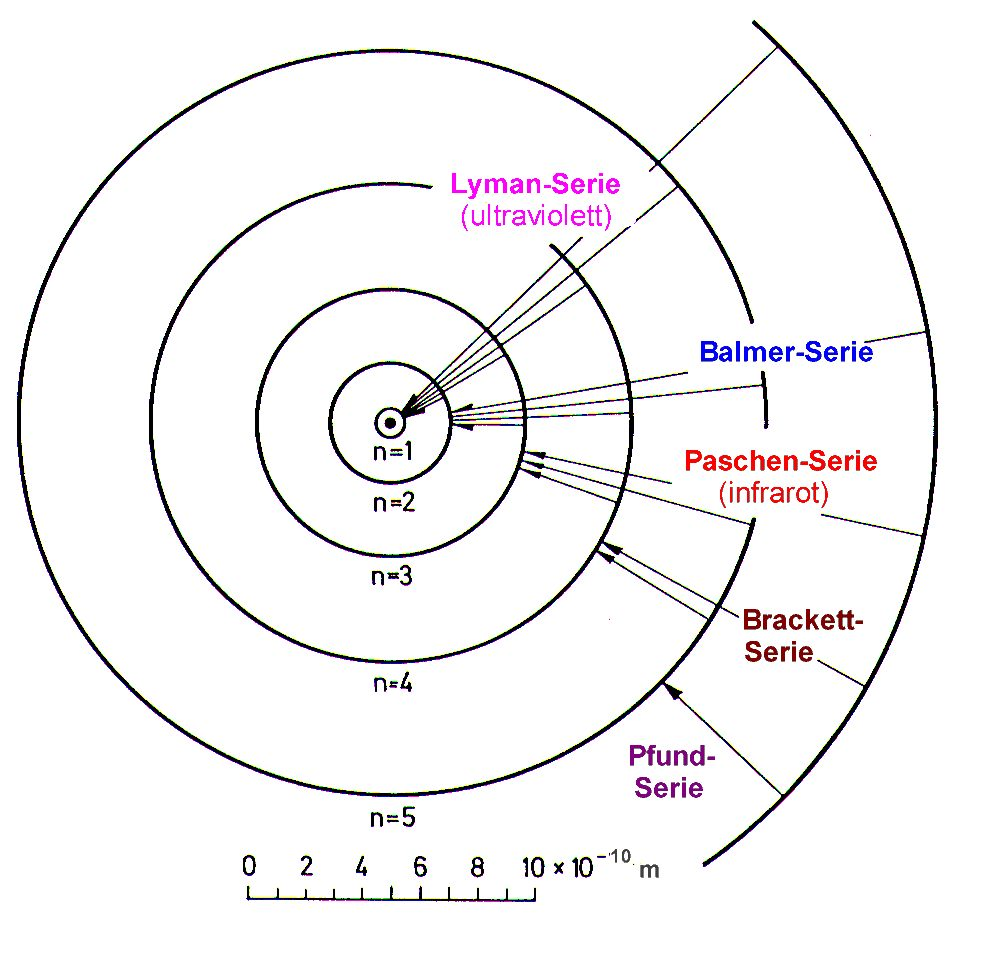 Lyman-Serie
(ultraviolett)
Balmer-Serie
n=1
Paschen-Serie
(infrarot)
n=2
n=3
Brackett-
Serie
n=4
Pfund-
Serie
n=5
0 2 4 6 8 10 × 10⁻¹⁰ m